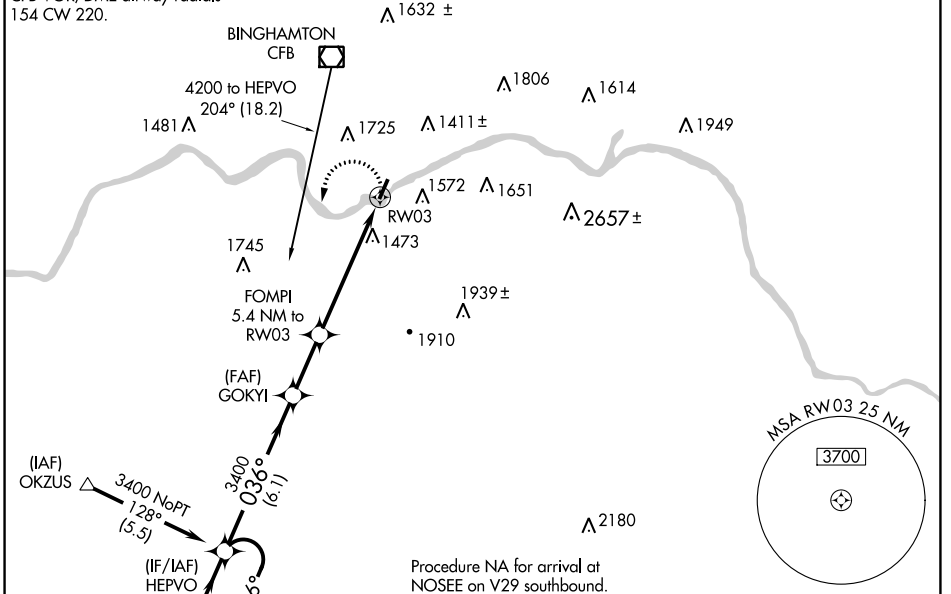 154 CW 220.
1632 ±
BINGHAMTON
CFB
4200 to HEPVO
204° (18.2)
1806
1614
1481
1725
1411±
1949
1572
1651
RW03
2657±
1473
1745
1939±
FOMPI
5.4 NM to
RW03
1910
(FAF)
GOKYI
MSA RW03 25 NM
3700
3400
036°
(6.1)
(IAF)
OKZUS
3400 NoPT
128°
(5.5)
2180
(IF/IAF)
HEPVO
6°
Procedure NA for arrival at
NOSEE on V29 southbound.